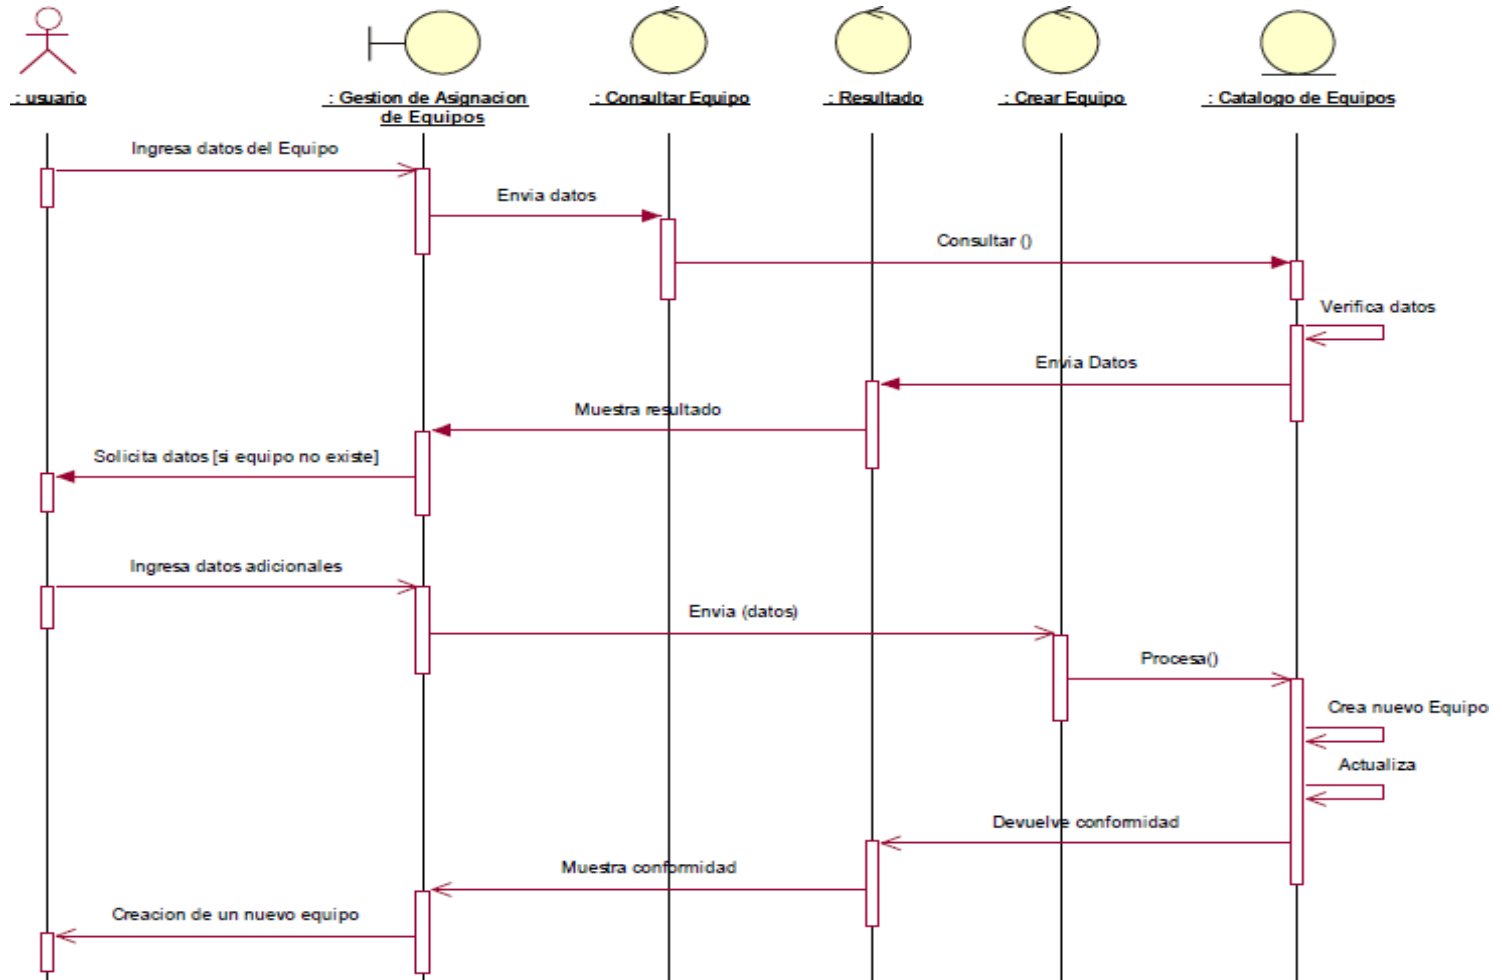 : usuario
: Gestion de Asignacion
de Equipos
: Consultar Equipo
: Resultado
: Crear Equipo
: Catalogo de Equipos
Ingresa datos del Equipo
Envia datos
Consultar ()
Verifica datos
Envia Datos
Muestra resultado
Solicita datos [si equipo no existe]
Ingresa datos adicionales
Envia (datos)
Procesa()
Crea nuevo Equipo
Actualiza
Devuelve conformidad
Muestra conformidad
Creacion de un nuevo equipo